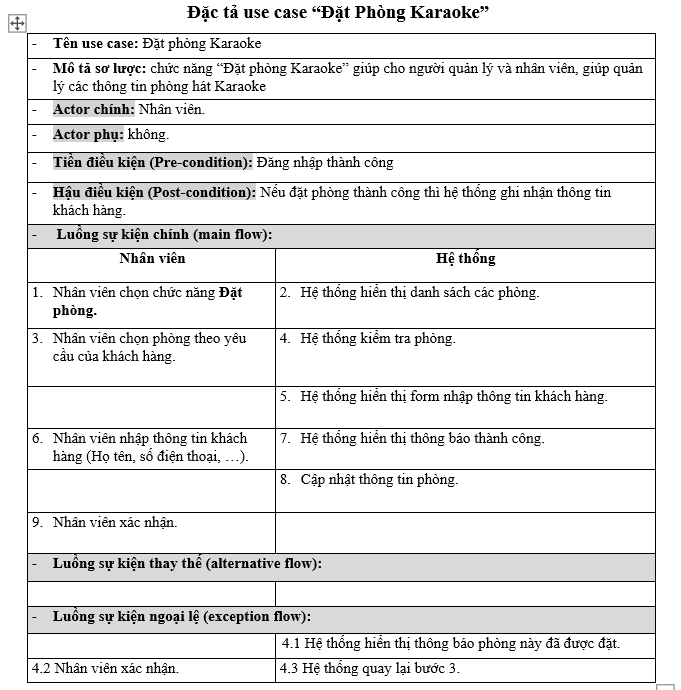 Đặc tả use case “Đặt Phòng Karaoke”
- Tên use case: Đặt phòng Karaoke
- Mô tả sơ lược: chức năng “Đặt phòng Karaoke” giúp cho người quản lý và nhân viên, giúp quản
lý các thông tin phòng hát Karaoke
- Actor chính: Nhân viên.
- Actor phụ: không.
- Tiền điều kiện (Pre-condition): Đăng nhập thành công
- Hậu điều kiện (Post-condition): Nếu đặt phòng thành công thì hệ thống ghi nhận thông tin
khách hàng.
- Luồng sự kiện chính (main flow):
Nhân viên
Hệ thống
1. Nhân viên chọn chức năng Đặt
phòng.
2. Hệ thống hiển thị danh sách các phòng.
3. Nhân viên chọn phòng theo yêu
cầu của khách hàng.
4. Hệ thống kiểm tra phòng.
5. Hệ thống hiển thị form nhập thông tin khách hàng.
6. Nhân viên nhập thông tin khách
hàng (Họ tên, số điện thoại, …).
7. Hệ thống hiển thị thông báo thành công.
8. Cập nhật thông tin phòng.
9. Nhân viên xác nhận.
- Luồng sự kiện thay thế (alternative flow):
- Luồng sự kiện ngoại lệ (exception flow):
4.1 Hệ thống hiển thị thông báo phòng này đã được đặt.
4.2 Nhân viên xác nhận.
4.3 Hệ thống quay lại bước 3.